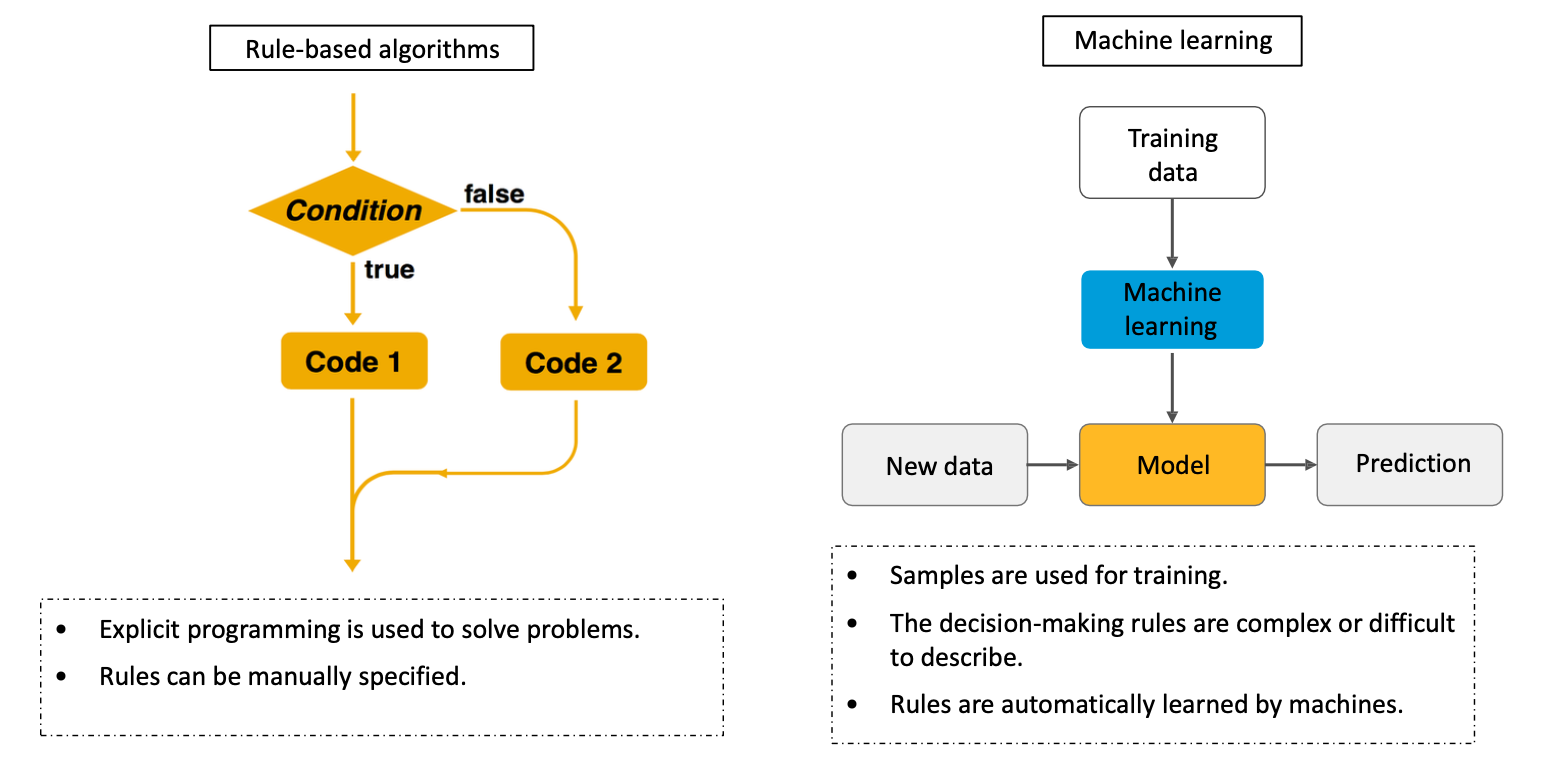 Rule-based algorithms
Condition
false
true
Code 1
Code 2
• Explicit programming is used to solve problems.
• Rules can be manually specified.
Machine learning
Training
data
Machine
learning
New data
Model
Prediction
• Samples are used for training.
• The decision-making rules are complex or difficult
to describe.
• Rules are automatically learned by machines.